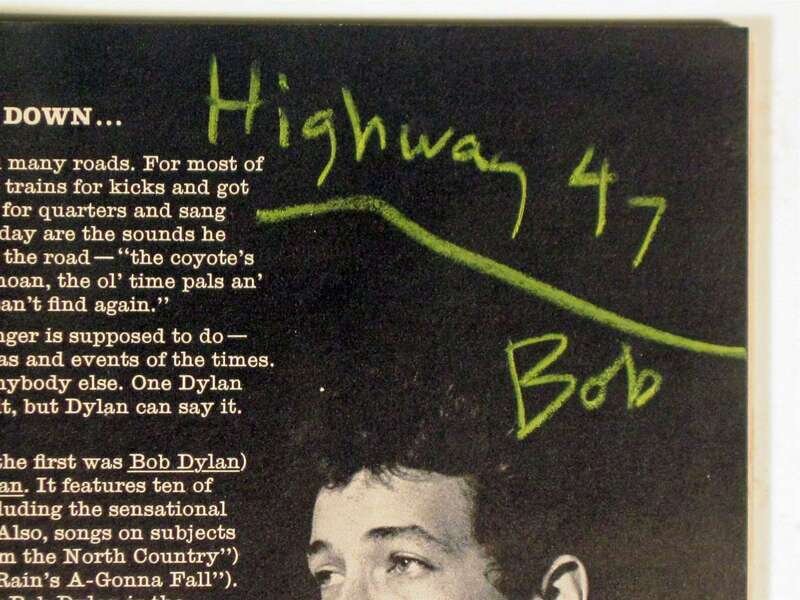 Highway 47
DOWN...
many roads. For most of
trains for kicks and got
for quarters and sang
day are the sounds he
the road—“the coyote’s
moan, the ol’ time pals an’
an’t find again.”
Bob
nger is supposed to do—
as and events of the times.
nybody else. One Dylan
t, but Dylan can say it.
the first was Bob Dylan)
an. It features ten of
luding the sensational
Also, songs on subjects
m the North Country”)
Rain’s A-Gonna Fall”).